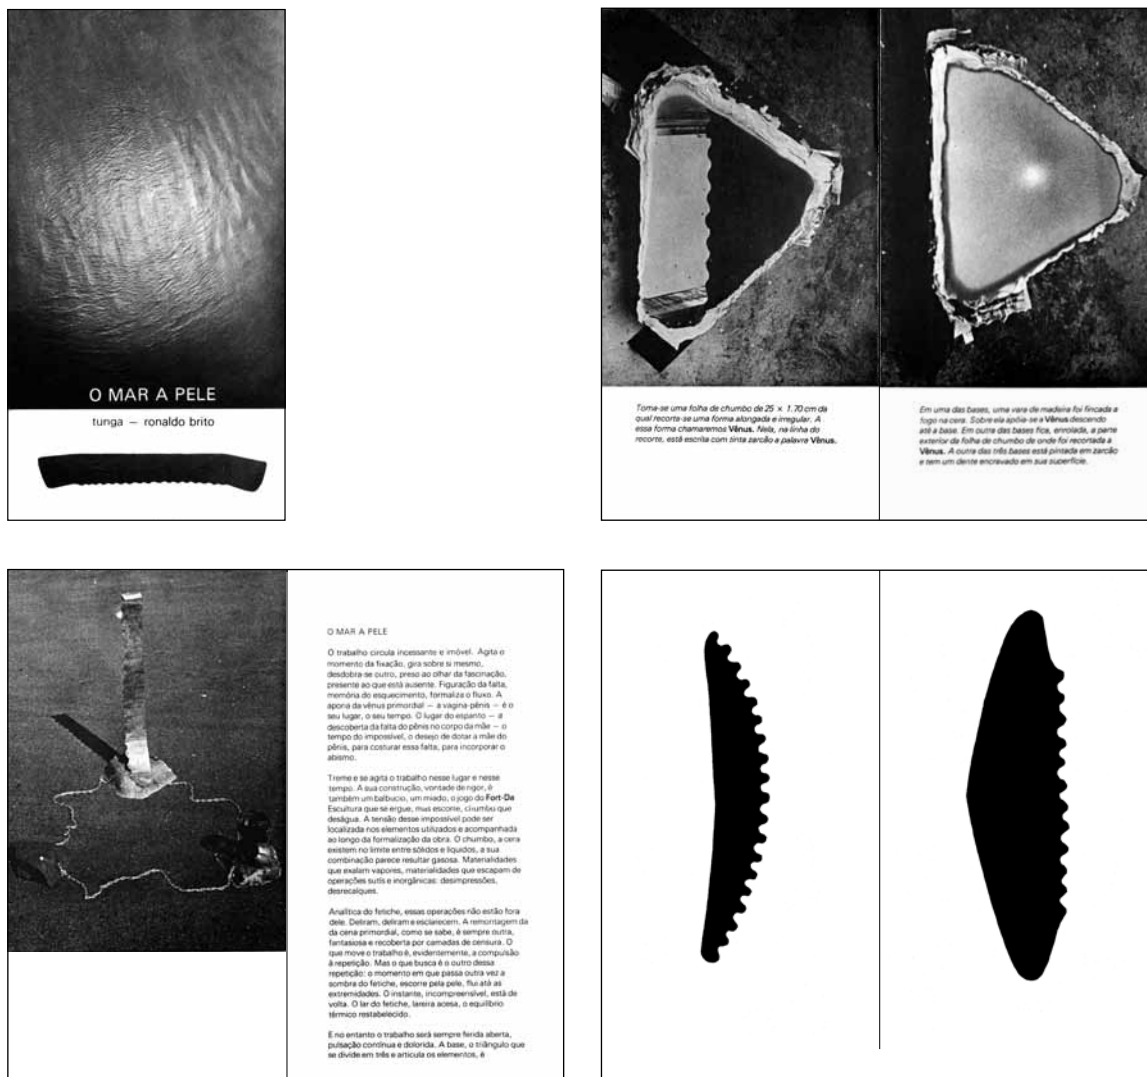 O MAR A PELE
tunga – ronaldo brito
Toma-se uma folha de chumbo de 25 × 1.70 cm da
qual recorta-se uma forma alongada e irregular. A
essa forma chamaremos Vênus. Nela, na linha do
recorte, está escrita com tinta zarcão a palavra Vênus.
Em uma das bases, uma vara de madeira foi fincada a
fogo na cera. Sobre ela apóia-se a Vênus descendo
até a base. Em outra das bases fica, enrolada, a parte
exterior da folha de chumbo de onde foi recortada a
Vênus. A outra das três bases está pintada em zarcão
e tem um dente encravado em sua superfície.
O MAR A PELE
O trabalho circula incessante e imóvel. Agita o
momento da fixação, gira sobre si mesmo,
desdobra-se outro, preso ao olhar da fascinação,
presente ao que está ausente. Figuração da falta,
memória do esquecimento, formaliza o fluxo. A
aporia da vênus primordial – a vagina-pênis – é o
seu lugar, o seu tempo. O lugar do espanto – a
descoberta da falta do pênis no corpo da mãe – o
tempo do impossível, o desejo de dotar a mãe do
pênis, para costurar essa falta, para incorporar o
abismo.
Treme e se agita o trabalho nesse lugar e nesse
tempo. A sua construção, vontade de rigor, é
também um balbucio, um miado, o jogo do Fort-Da
Escultura que se ergue, mas escorre, chumbo que
deságua. A tensão desse impossível pode ser
localizada nos elementos utilizados e acompanhada
ao longo da formalização da obra. O chumbo, a cera
existem no limite entre sólidos e líquidos, a sua
combinação parece resultar gasosa. Materialidades
que exalam vapores, materialidades que escapam de
operações sutis e inorgânicas: desimpressões,
desrecalques.
Analítica do fetiche, essas operações não estão fora
dele. Deliram, deliram e esclarecem. A remontagem da
da cena primordial, como se sabe, é sempre outra,
fantasiosa e recoberta por camadas de censura. O
que move o trabalho é, evidentemente, a compulsão
à repetição. Mas o que busca é o outro dessa
repetição: o momento em que passa outra vez a
sombra do fetiche, escorre pela pele, flui até as
extremidades. O instante, incompreensível, está de
volta. O lar do fetiche, lareira acesa, o equilíbrio
térmico restabelecido.
E no entanto o trabalho será sempre ferida aberta,
pulsação contínua e dolorida. A base, o triângulo que
se divide em três e articula os elementos, é